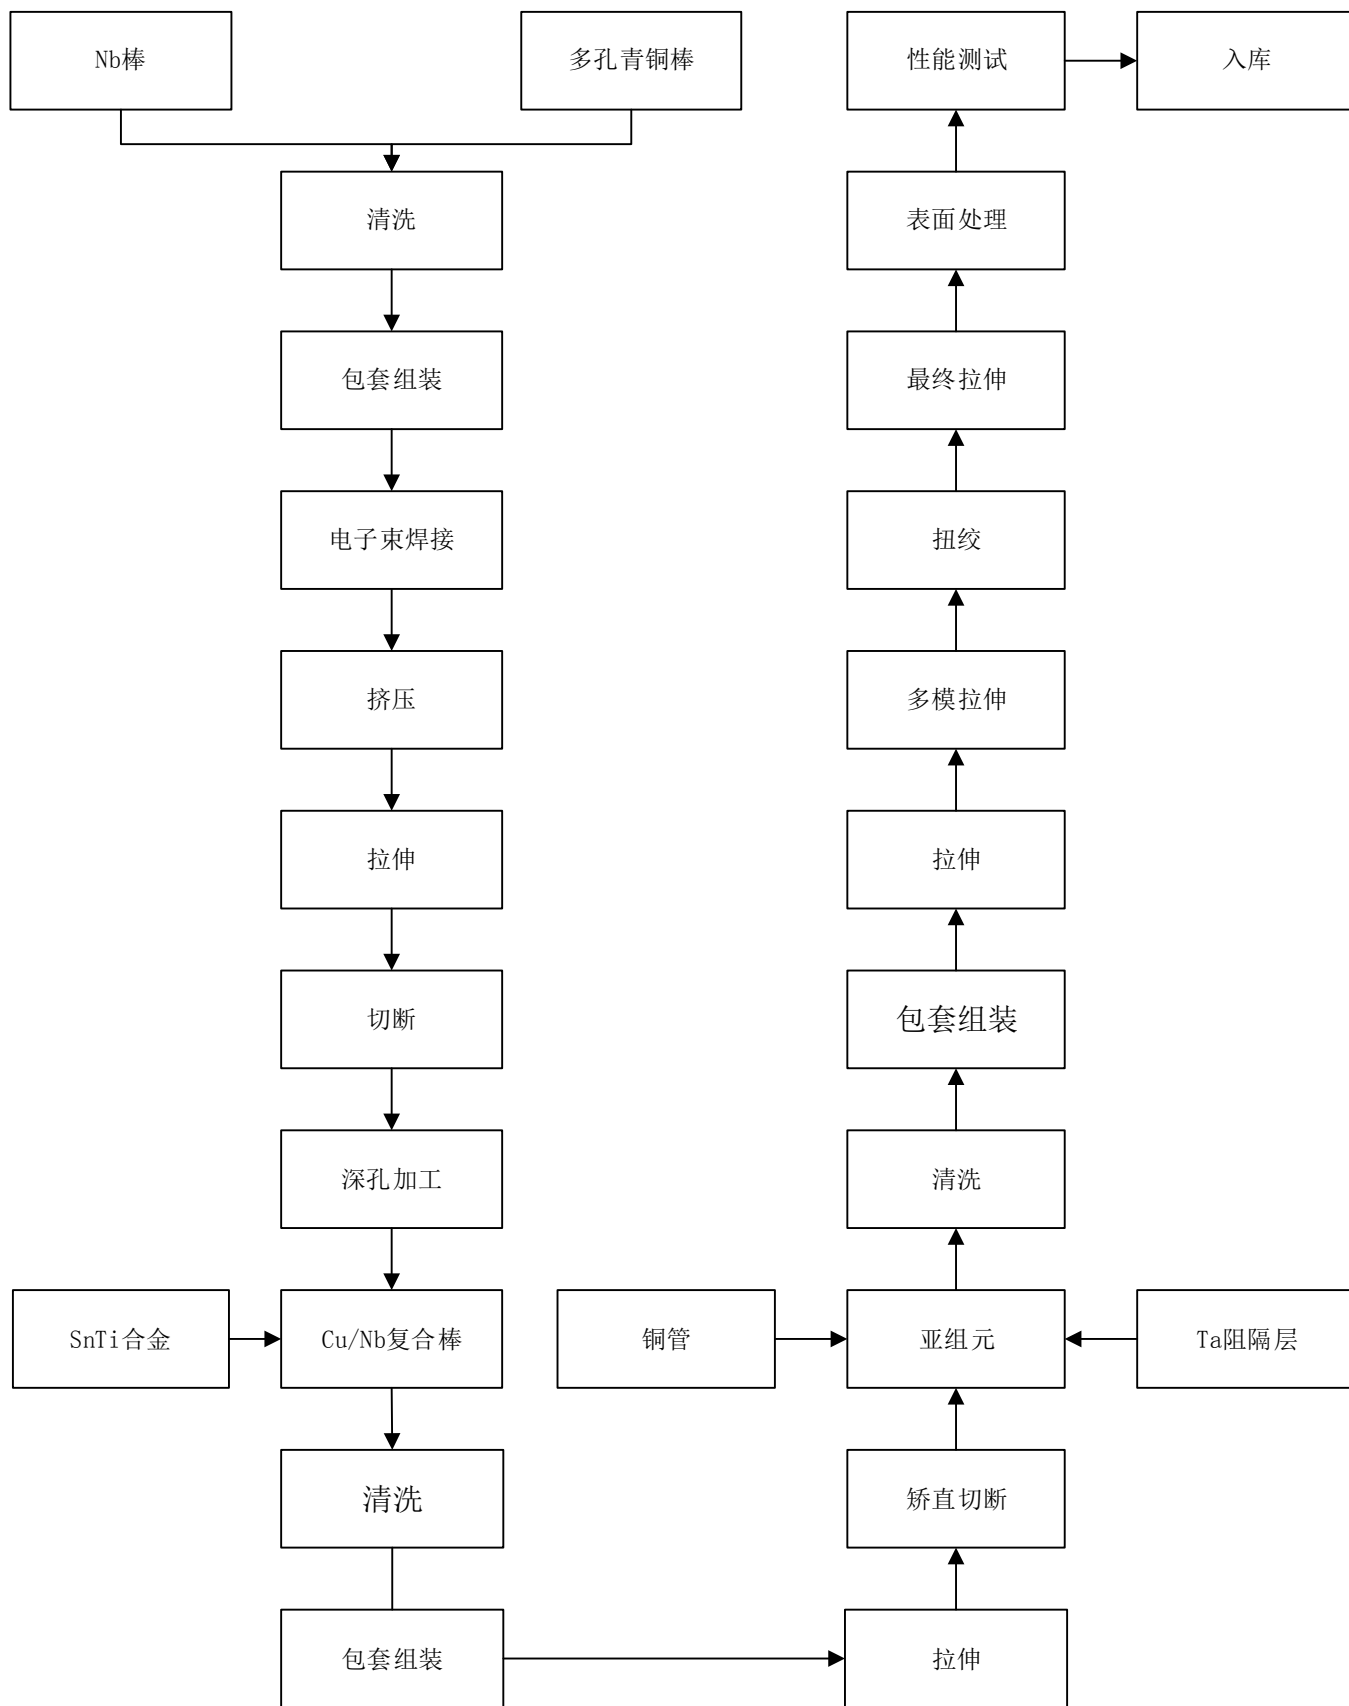 Nb棒
多孔青铜棒
清洗
包套组装
电子束焊接
挤压
拉伸
切断
深孔加工
SnTi合金
Cu/Nb复合棒
清洗
包套组装
拉伸
矫直切断
铜管
亚组元
Ta阻隔层
清洗
包套组装
拉伸
多模拉伸
扭绞
最终拉伸
表面处理
性能测试
入库